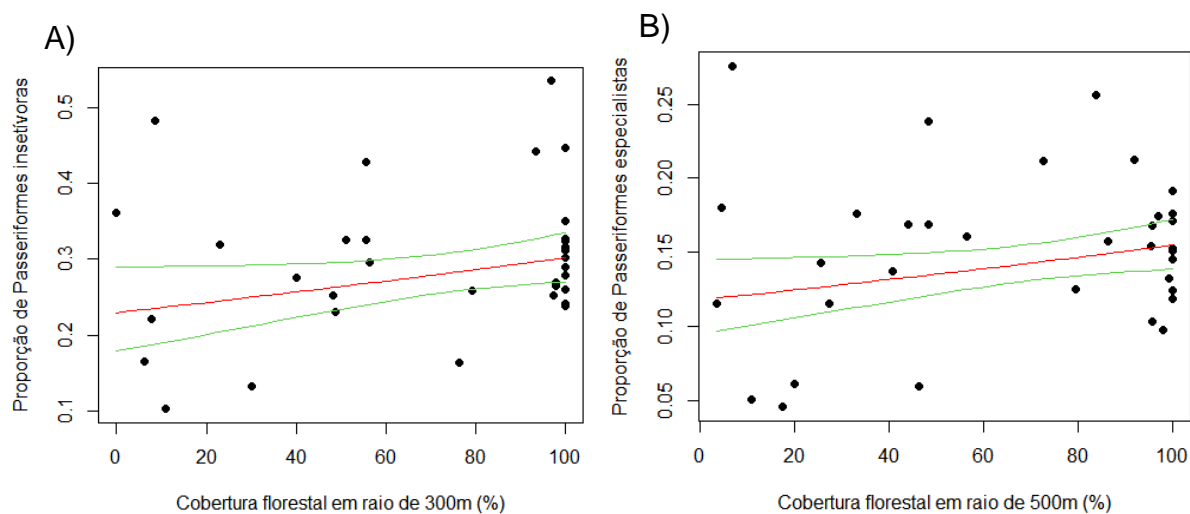 A)
Proporção de Passeriformes insetívoras
0.1 0.2 0.3 0.4 0.5
0 20 40 60 80 100
Cobertura florestal em raio de 300m (%)
B)
Proporção de Passeriformes especialistas
0.05 0.10 0.15 0.20 0.25
0 20 40 60 80 100
Cobertura florestal em raio de 500m (%)